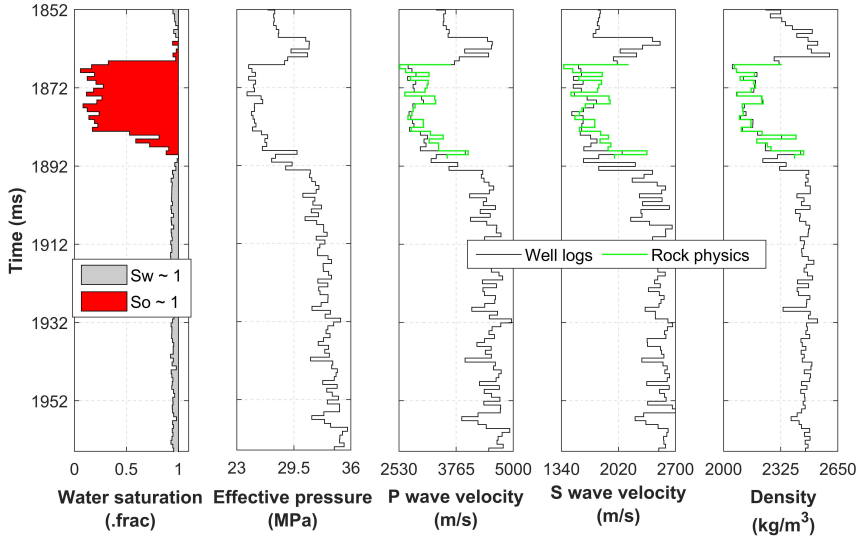 1852
1872
1892
1912
1932
1952
Time (ms)
Sw ~ 1
So ~ 1
Well logs
Rock physics
0 0.5 1
23 29.5 36
2530 3765 5000
1340 2020 2700
2000 2325 2650
Water saturation
(.frac)
Effective pressure
(MPa)
P wave velocity
(m/s)
S wave velocity
(m/s)
Density
(kg/m³)